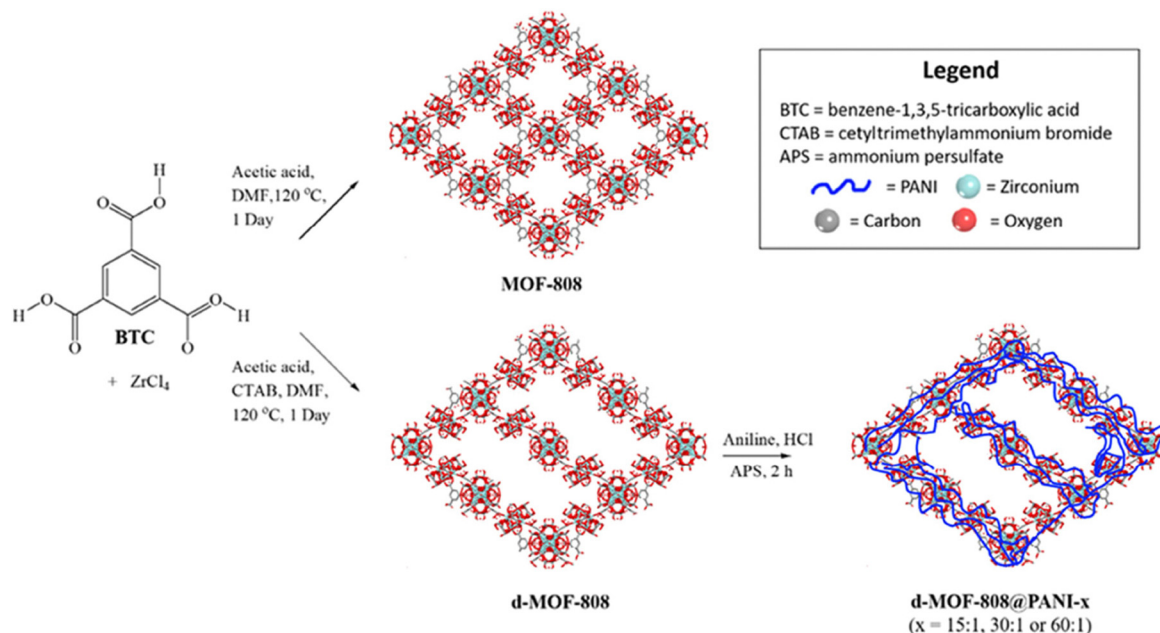 Legend
BTC = benzene-1,3,5-tricarboxylic acid
CTAB = cetyltrimethylammonium bromide
APS = ammonium persulfate
= PANI
= Zirconium
= Carbon
= Oxygen
Acetic acid,
DMF,120 °C,
1 Day
MOF-808
H
O
O
H
O
O
O
H
O
BTC
+ ZrCl₄
Acetic acid,
CTAB, DMF,
120 °C, 1 Day
d-MOF-808
Aniline, HCl
APS, 2 h
d-MOF-808@PANI-x
(x = 15:1, 30:1 or 60:1)